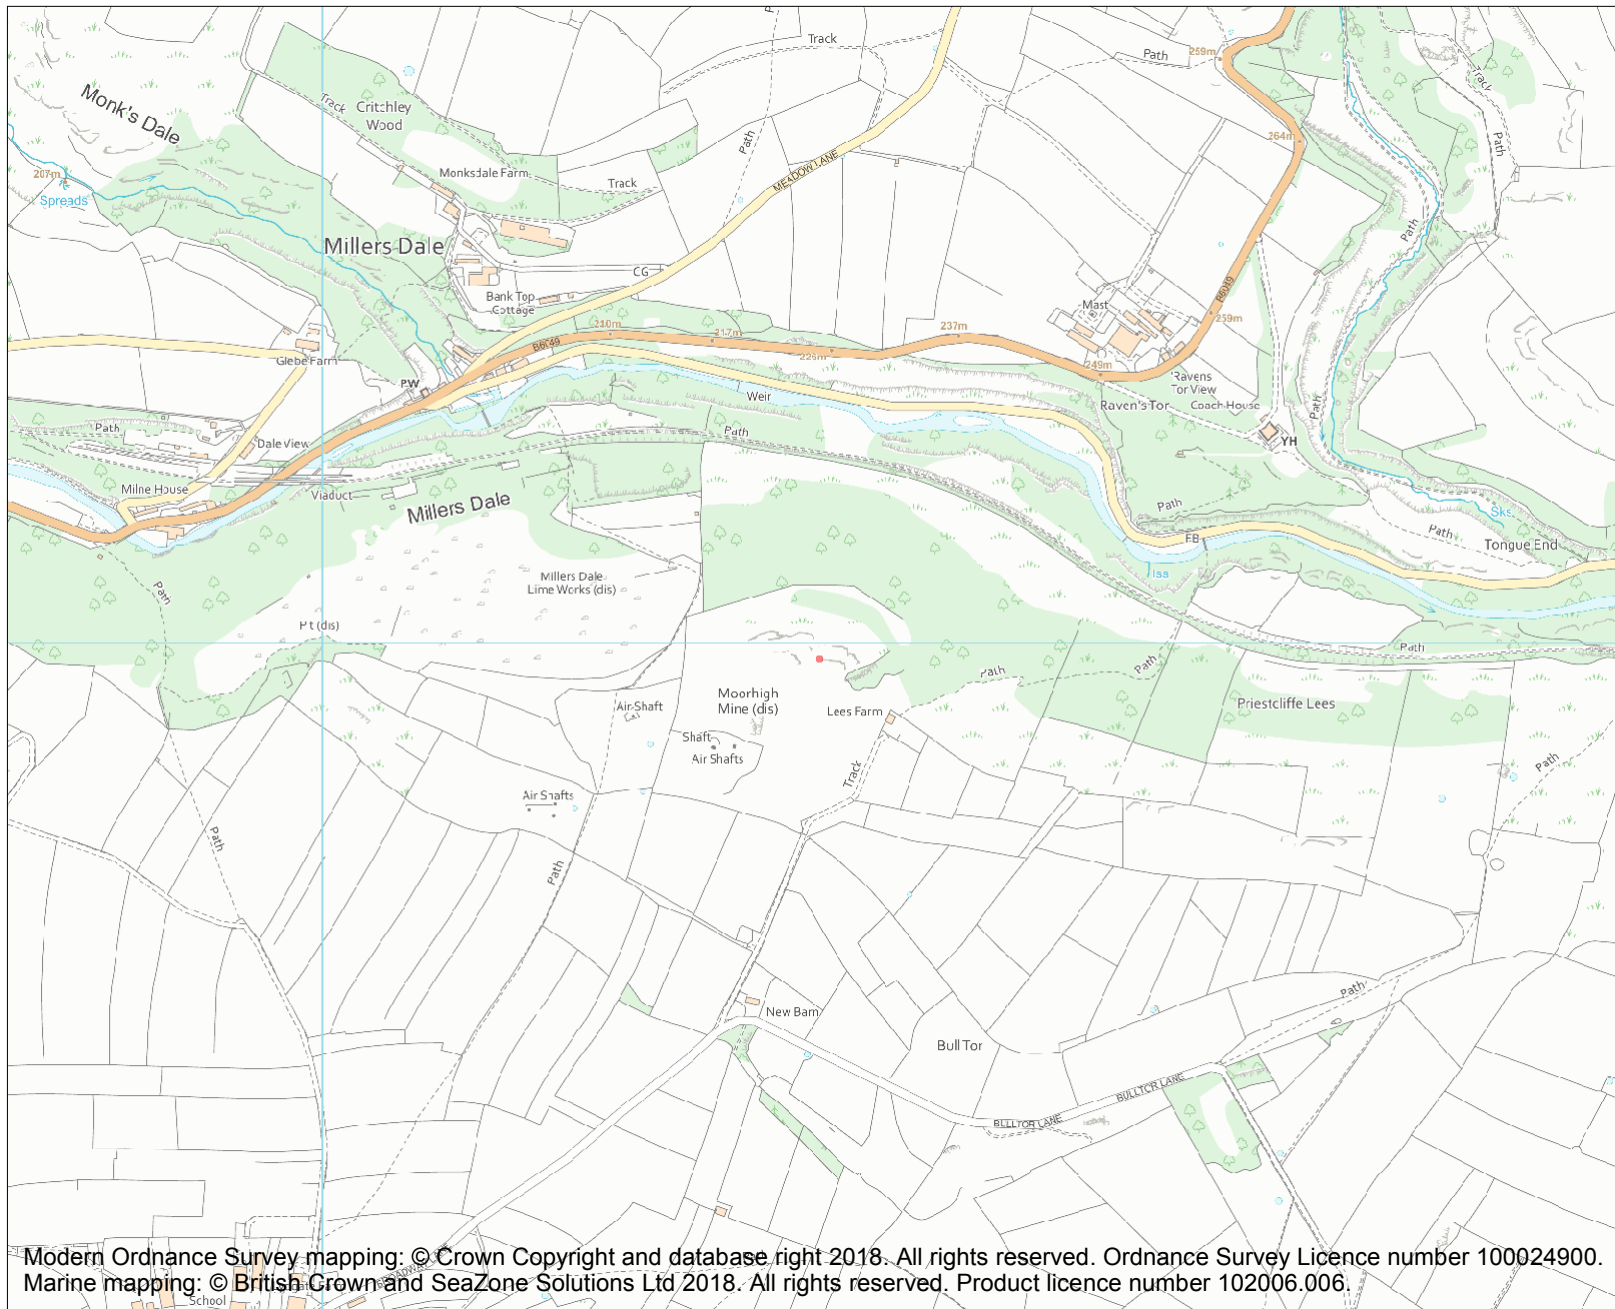 Track
Path
259m
Monk's Dale
Track
Critchley
Wood
Path
Track
Path
264m
Path
MEADOW LANE
Monksdale Farm
Track
207m
Spreads
Path
Millers Dale
CG
Bank Top
Cottage
Mast
B6049
259m
210m
217m
237m
B6049
226m
Glebe Farm
249m
PW
Ravens
Tor View
Weir
Raven's Tor
Coach House
Path
Path
Path
Dale View
YH
Milne House
Viaduct
Millers Dale
Path
Sks
Path
FB
Tongue End
Iss
Millers Dale
Lime Works (dis)
Path
Path
Path
Path
Moorhigh
Mine (dis)
Air Shaft
Lees Farm
Priestcliffe Lees
Shaft
Air Shafts
Path
Track
Air Shafts
Path
Path
Path
New Barn
Bull Tor
BULLTOR LANE
BULLTOR LANE
Modern Ordnance Survey mapping: © Crown Copyright and database right 2018. All rights reserved. Ordnance Survey Licence number 100024900.
Marine mapping: © British Crown and SeaZone Solutions Ltd 2018. All rights reserved. Product licence number 102006.006.
School